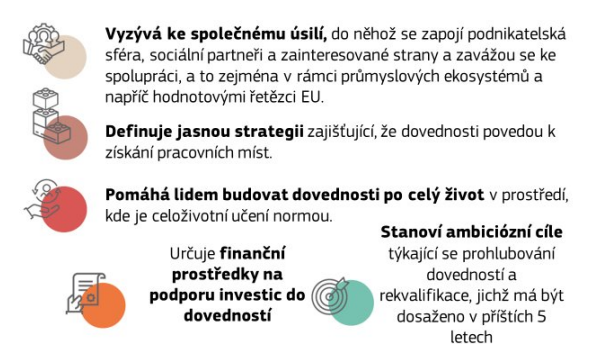 Vyzývá ke společnému úsilí, do něhož se zapojí podnikatelská
sféra, sociální partneři a zainteresované strany a zavážou se ke
spolupráci, a to zejména v rámci průmyslových ekosystémů a
napříč hodnotovými řetězci EU.
Definuje jasnou strategii zajišťující, že dovednosti povedou k
získání pracovních míst.
Pomáhá lidem budovat dovednosti po celý život v prostředí,
kde je celoživotní učení normou.
Určuje finanční
prostředky na
podporu investic do
dovedností
Stanoví ambiciózní cíle
týkající se prohlubování
dovedností a
rekvalifikace, jichž má být
dosaženo v příštích 5
letech